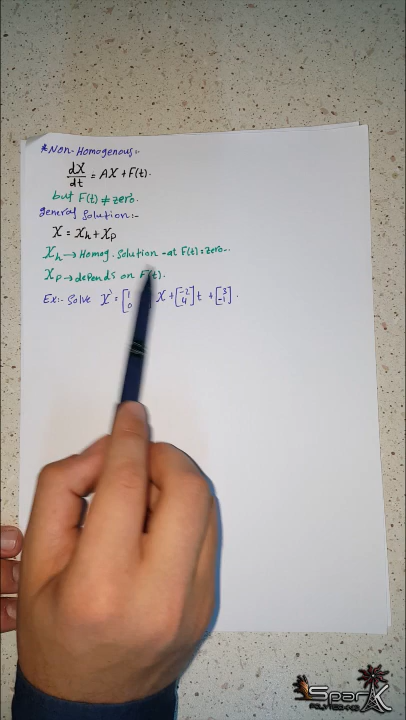 *Non-Homogenous:-
dX/dt = AX + F(t).
but F(t) ≠ zero.
general Solution:-
X = Xh + Xp
Xh → Homog. Solution -at F(t)=zero-.
Xp → depends on F(t).
Ex:- Solve X' = [1 0] X + [-2 4] t + [3 -1].
Spark
POLYTECHNIC